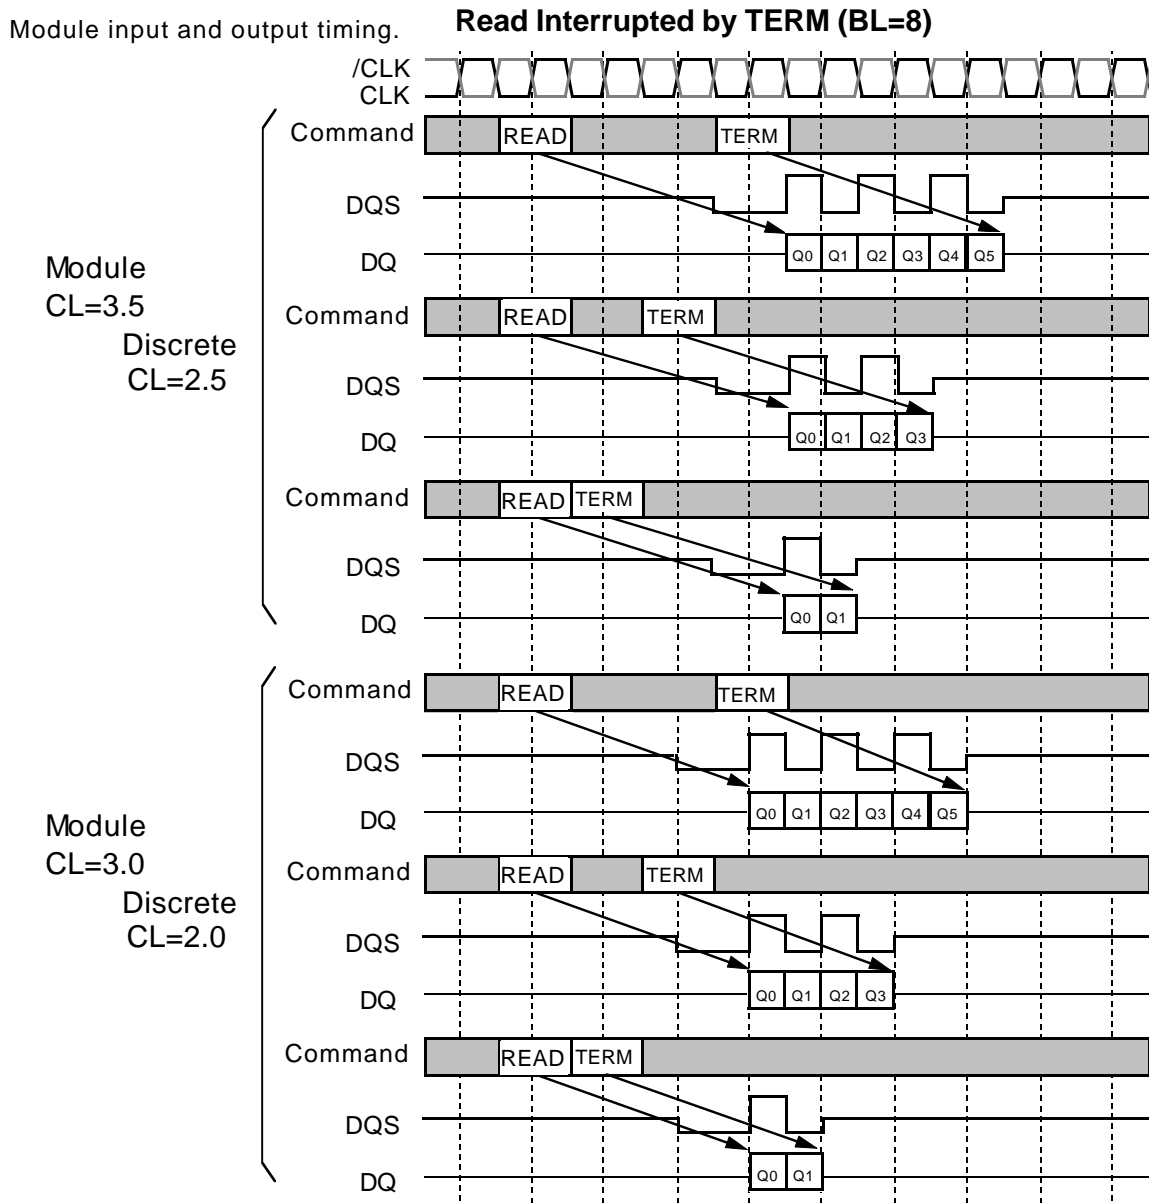 Module input and output timing.
Read Interrupted by TERM (BL=8)
/CLK
CLK
Command READ TERM
DQS
DQ Q0 Q1 Q2 Q3 Q4 Q5
Module
CL=3.5
Discrete
CL=2.5
Command READ TERM
DQS
DQ Q0 Q1 Q2 Q3
Command READ TERM
DQS
DQ Q0 Q1
Command READ TERM
DQS
DQ Q0 Q1 Q2 Q3 Q4 Q5
Module
CL=3.0
Discrete
CL=2.0
Command READ TERM
DQS
DQ Q0 Q1 Q2 Q3
Command READ TERM
DQS
DQ Q0 Q1